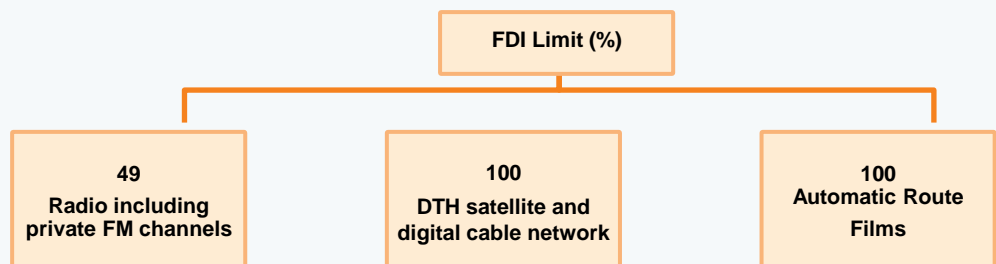 FDI Limit (%)
49
Radio including
private FM channels
100
DTH satellite and
digital cable network
100
Automatic Route
Films